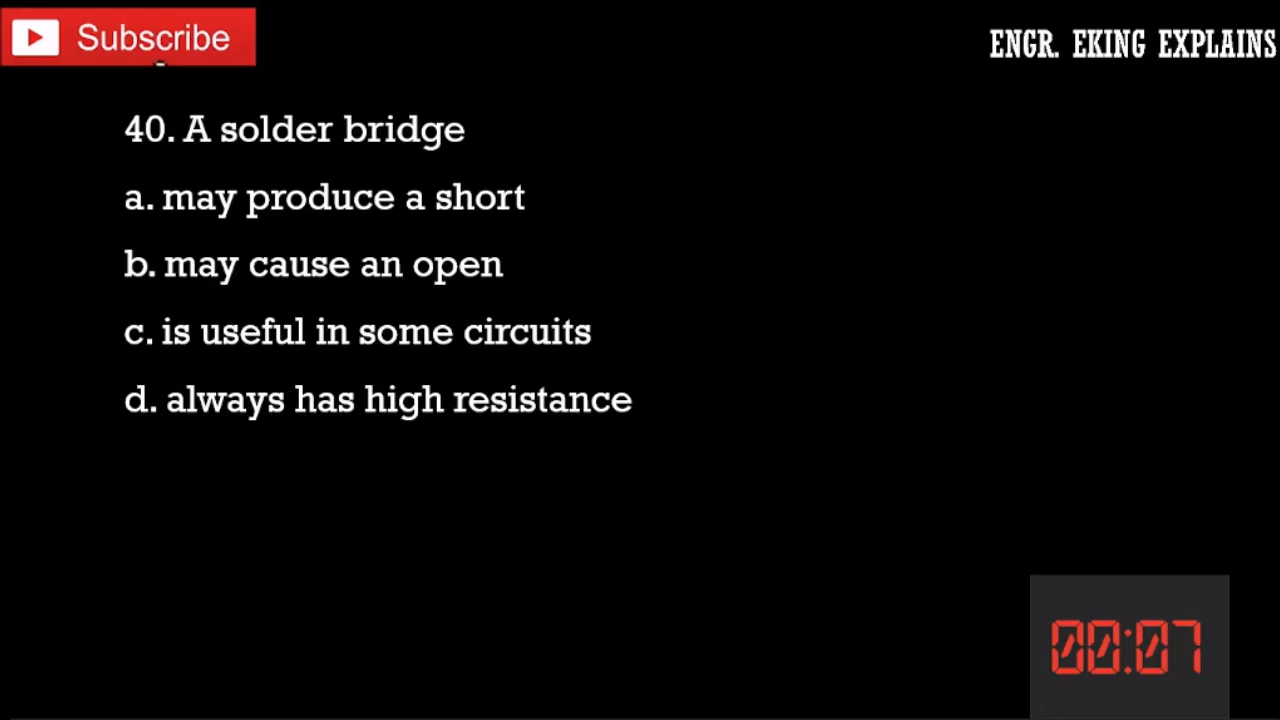 Subscribe
ENGR. EKING EXPLAINS
40. A solder bridge
a. may produce a short
b. may cause an open
c. is useful in some circuits
d. always has high resistance
00:07